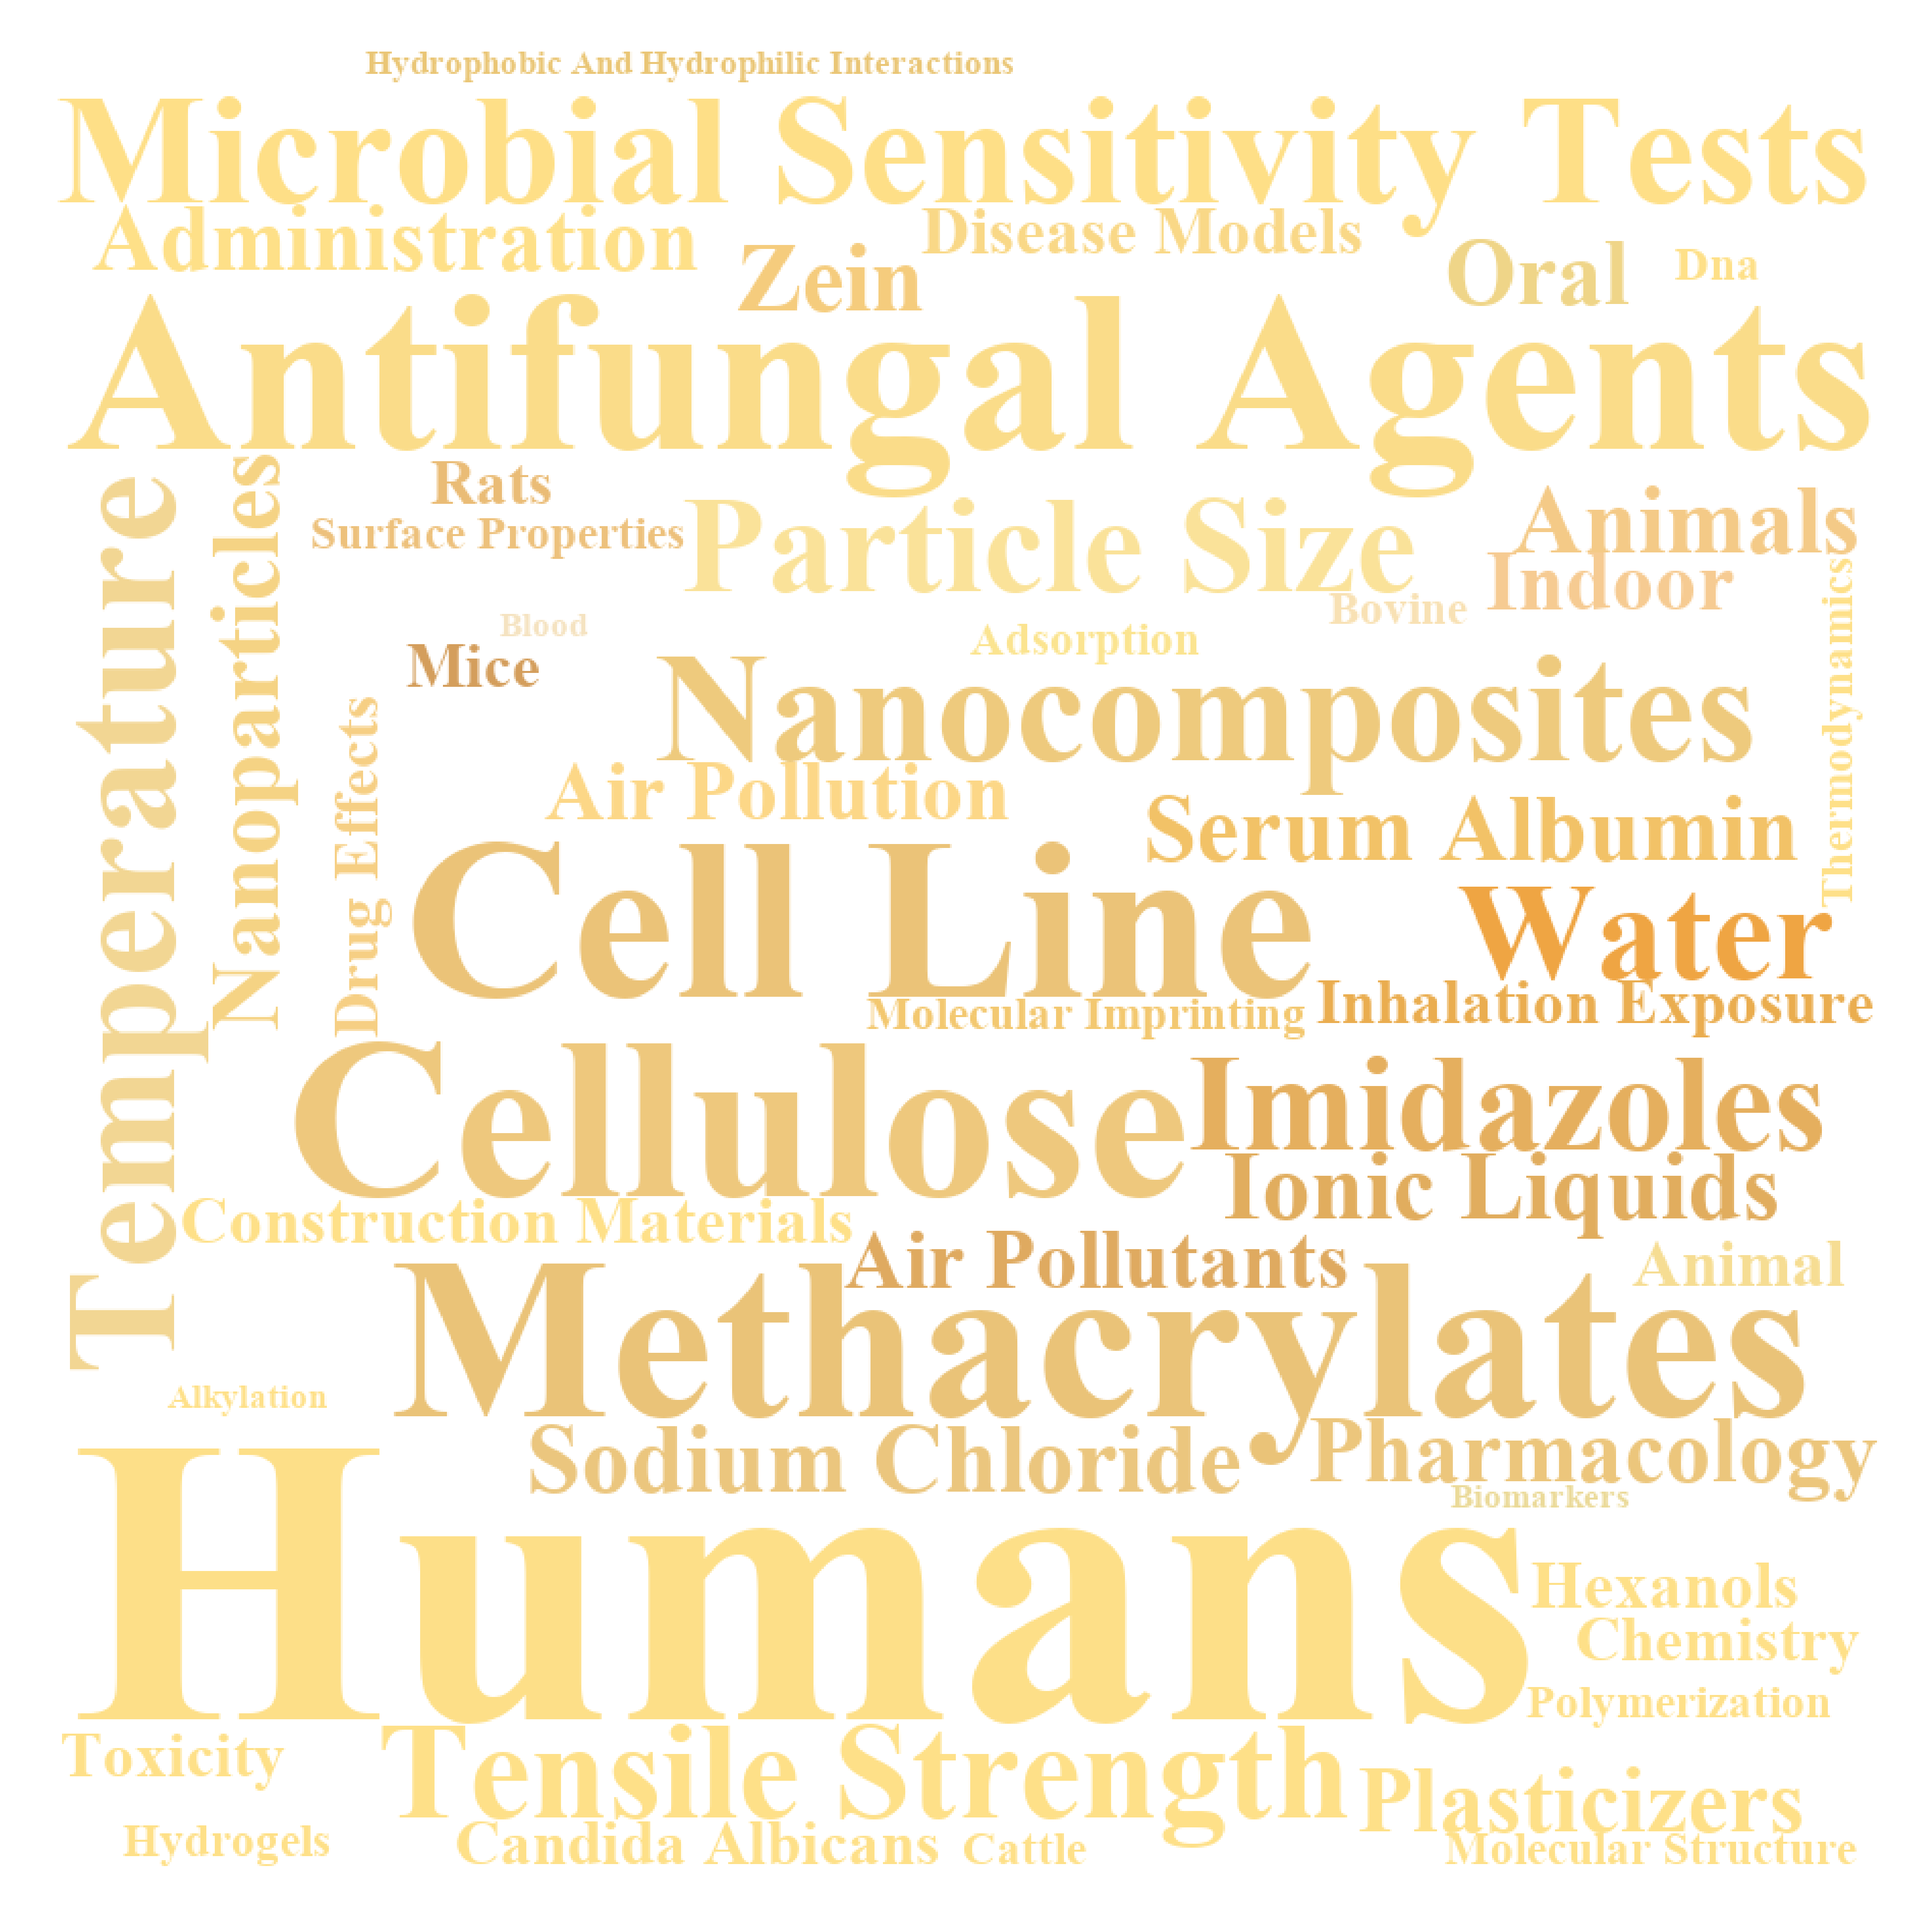 Hydrophobic And Hydrophilic Interactions
Microbial Sensitivity Tests
Administration
Disease Models
Zein
Oral
Dna
Antifungal Agents
Temperature
Nanoparticles
Rats
Surface Properties
Particle Size
Animals
Indoor
Bovine
Blood
Adsorption
Mice
Nanocomposites
Thermodynamics
Drug Effects
Air Pollution
Serum Albumin
Cell Line
Water
Molecular Imprinting
Inhalation Exposure
Cellulose
Imidazoles
Ionic Liquids
Construction Materials
Air Pollutants
Animal
Methacrylates
Alkylation
Sodium Chloride
Pharmacology
Biomarkers
Humans
Hexanols
Chemistry
Polymerization
Toxicity
Tensile Strength
Plasticizers
Hydrogels
Candida Albicans
Cattle
Molecular Structure